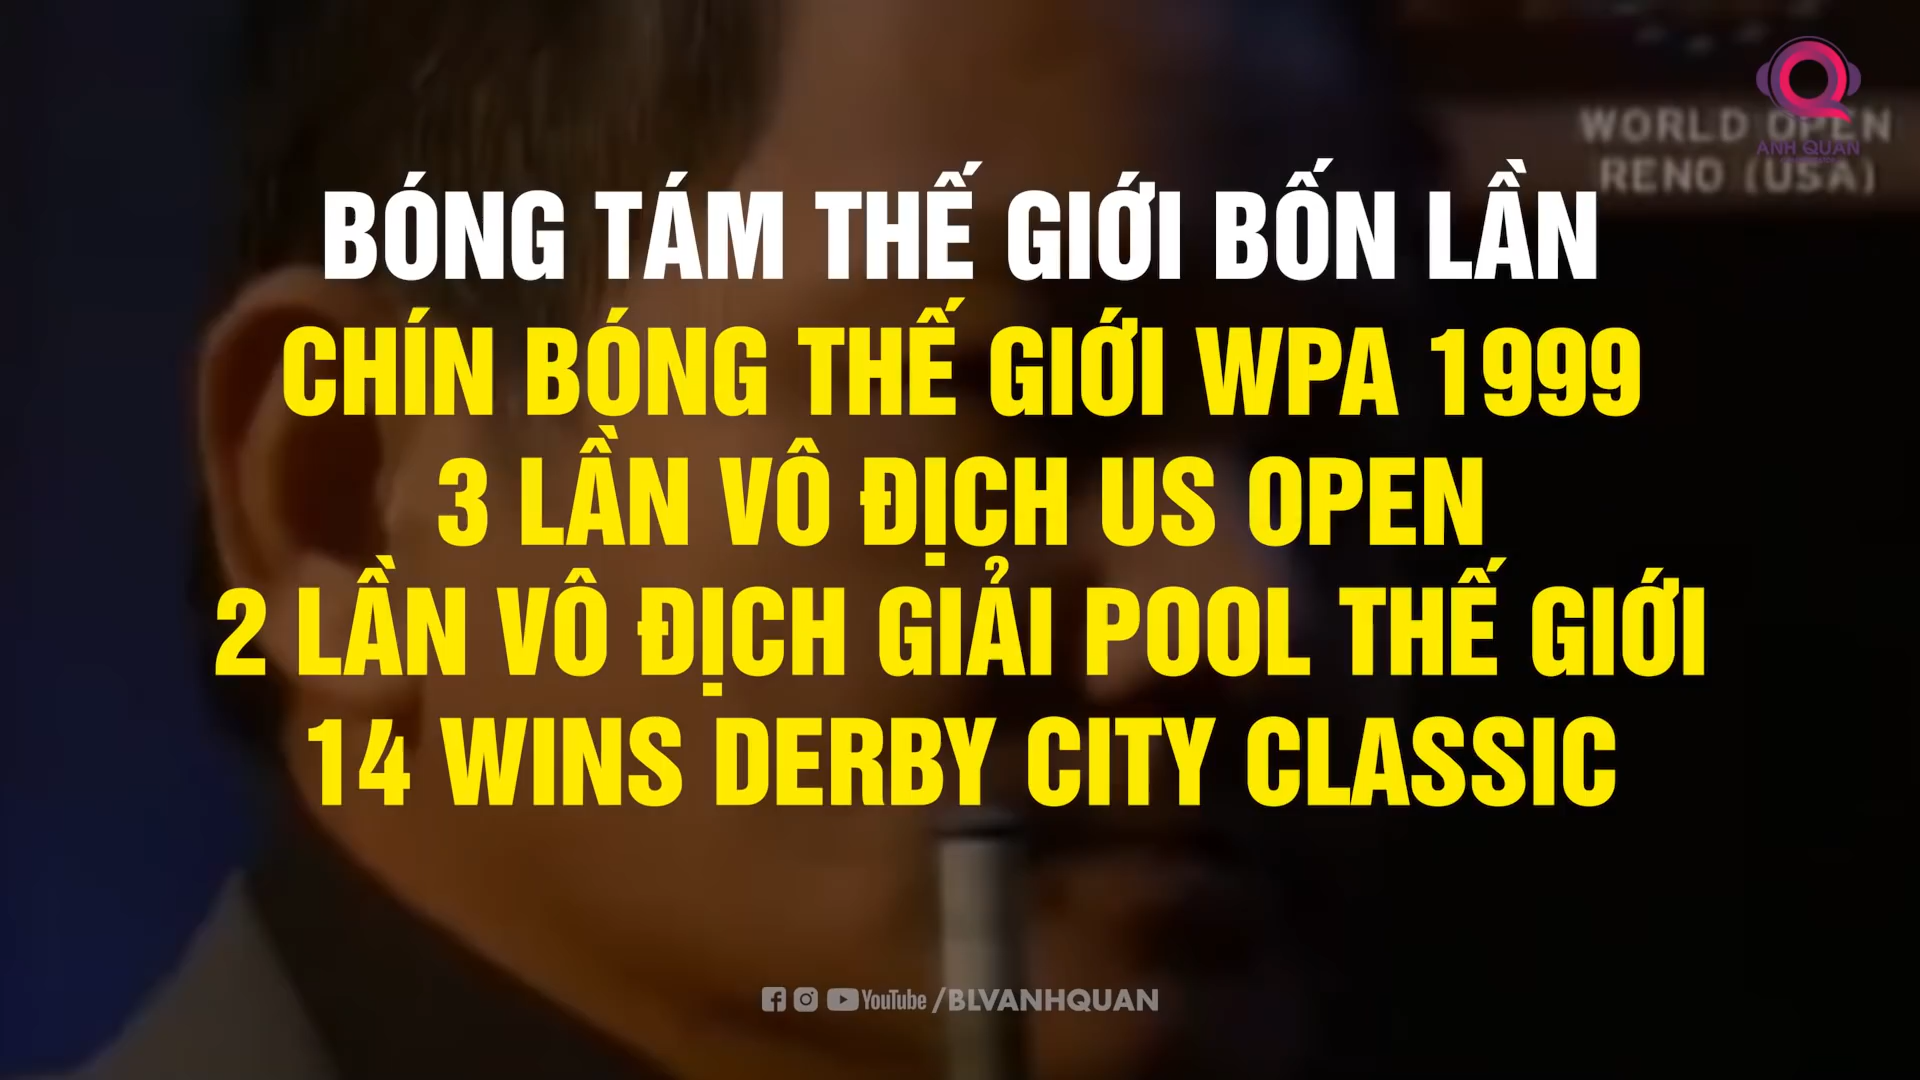 WORLD OPEN
ANH QUÂN
RENO (USA)
BÓNG TÁM THẾ GIỚI BỐN LẦN
CHÍN BÓNG THẾ GIỚI WPA 1999
3 LẦN VÔ ĐỊCH US OPEN
2 LẦN VÔ ĐỊCH GIẢI POOL THẾ GIỚI
14 WINS DERBY CITY CLASSIC
YouTube /BLVANHQUAN